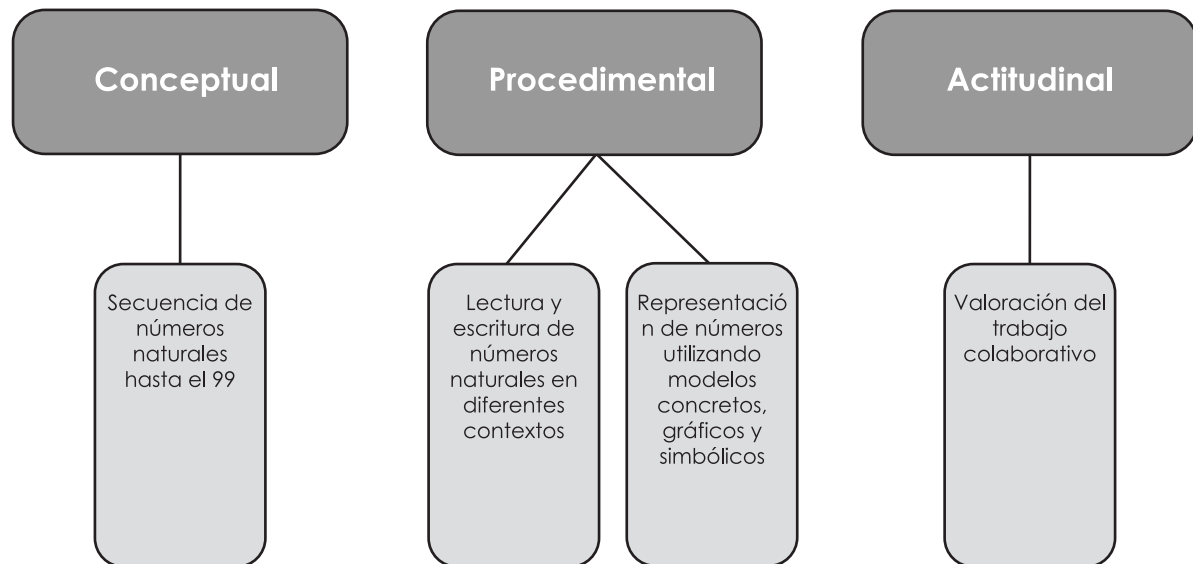 Conceptual
Procedimental
Actitudinal
Secuencia de
números
naturales
hasta el 99
Lectura y
escritura de
números
naturales en
diferentes
contextos
Representació
n de números
utilizando
modelos
concretos,
gráficos y
simbólicos
Valoración del
trabajo
colaborativo